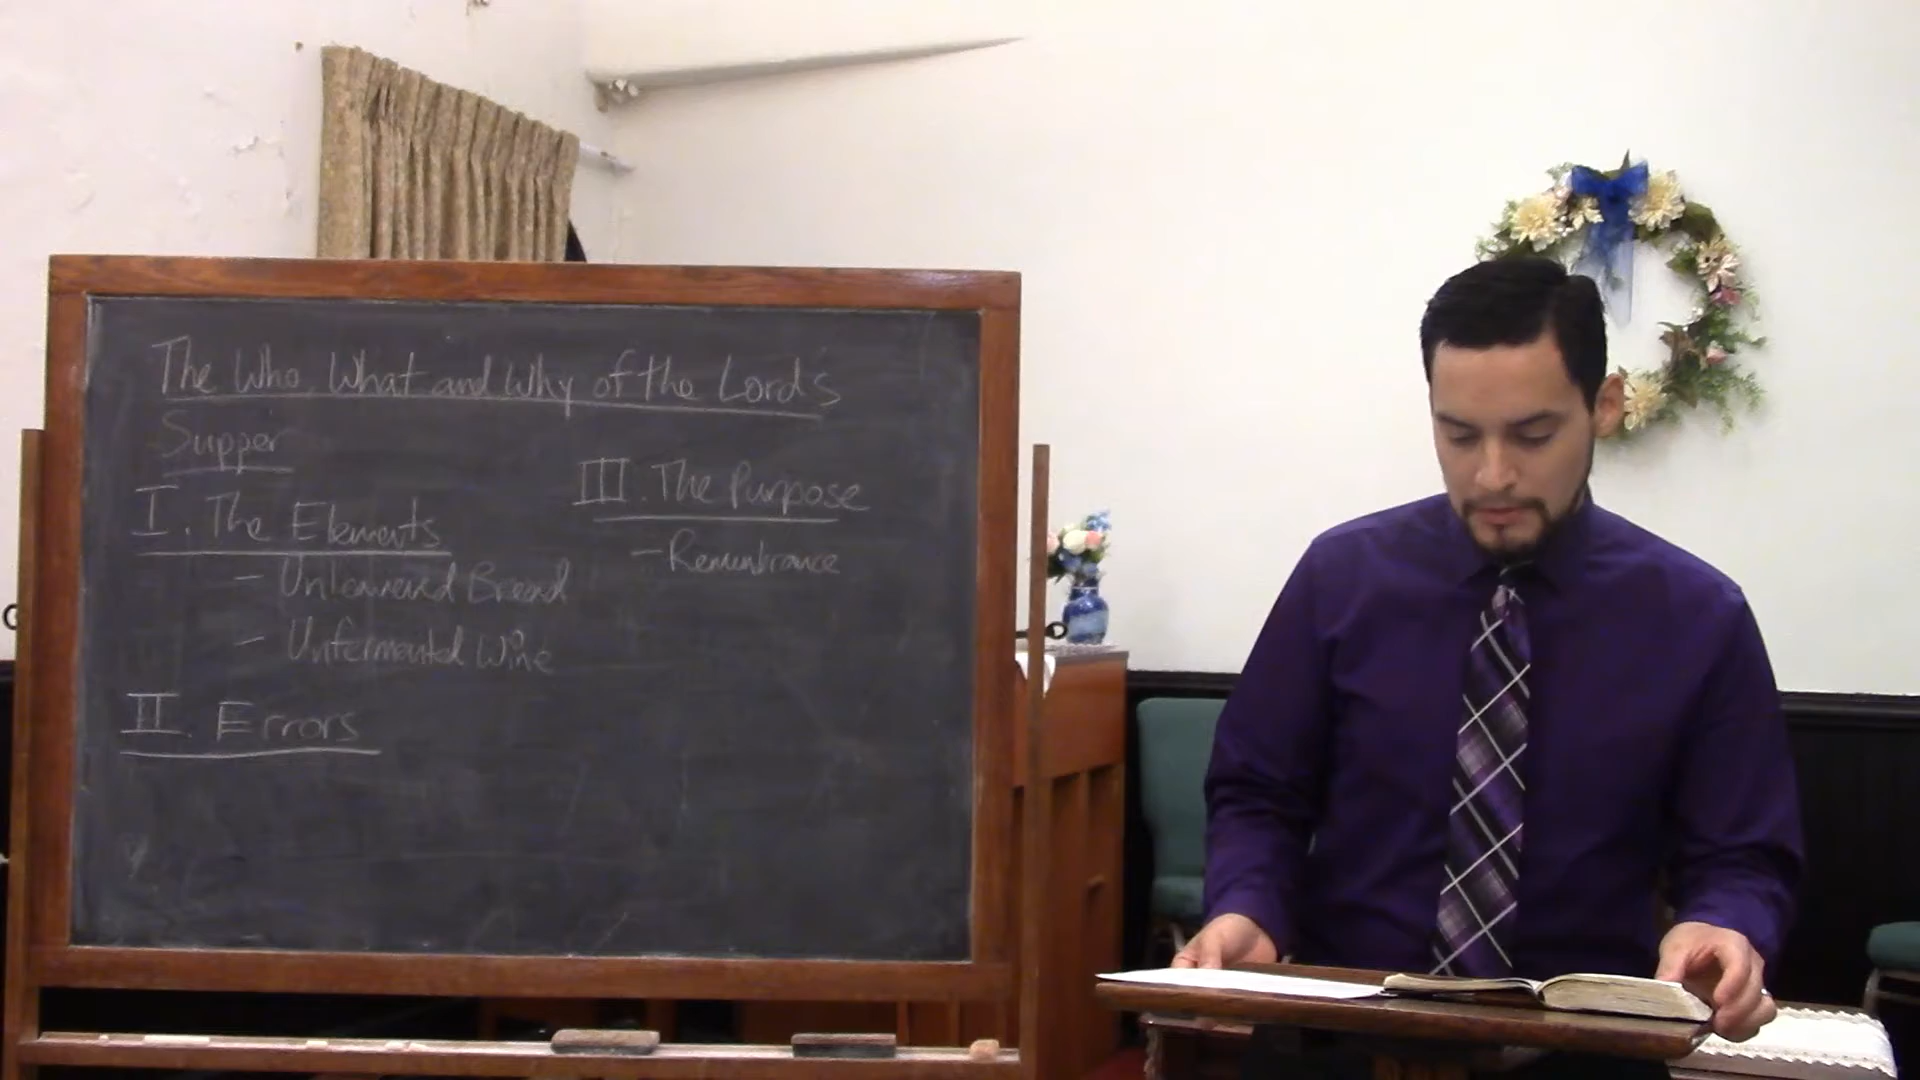 The Who, What and Why of the Lord's
Supper
I. The Elements
- Unleavened Bread
- Unfermented Wine
II. Errors
III. The Purpose
- Remembrance